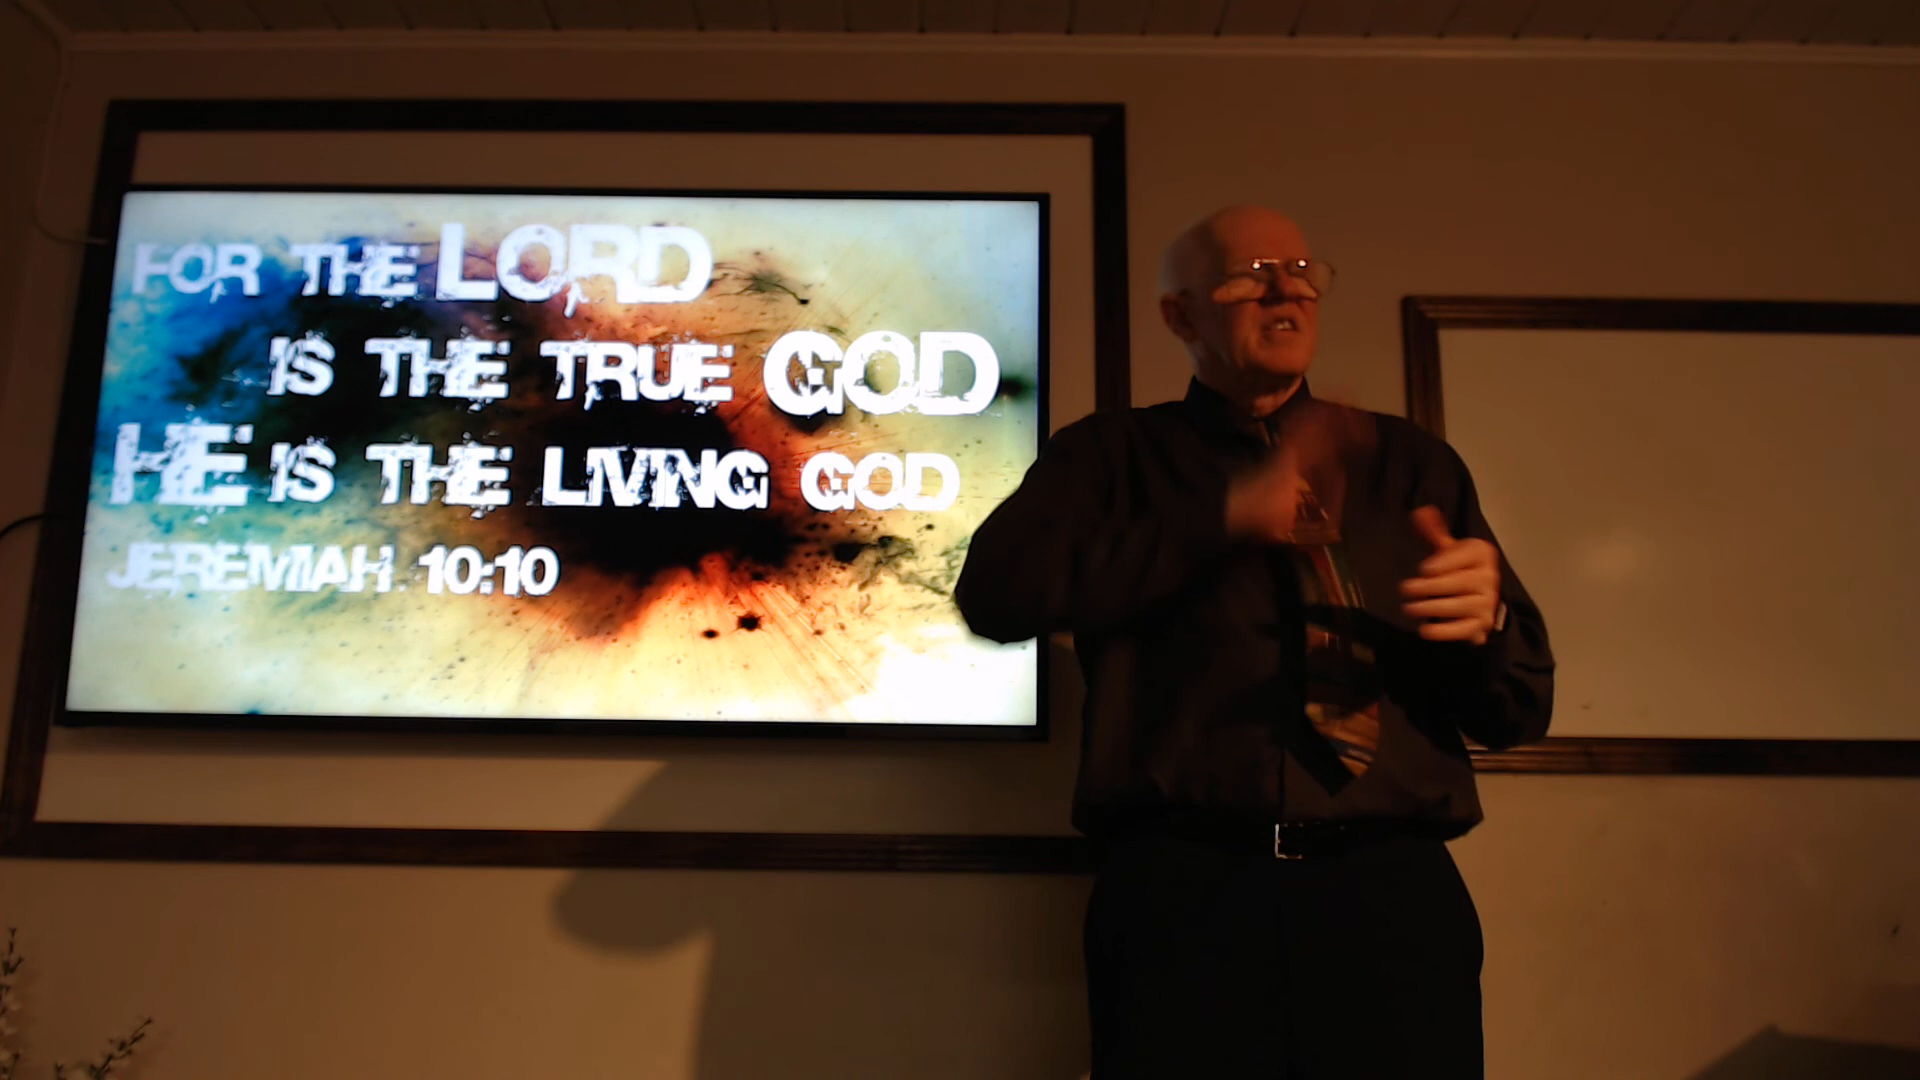 FOR THE LORD
IS THE TRUE GOD
HE IS THE LIVING GOD
JEREMIAH 10:10